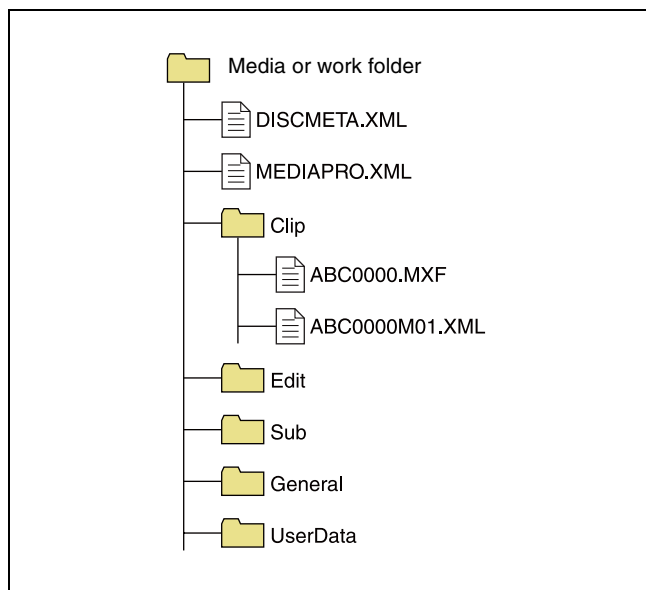 Media or work folder
DISCMETA.XML
MEDIAPRO.XML
Clip
ABC0000.MXF
ABC0000M01.XML
Edit
Sub
General
UserData